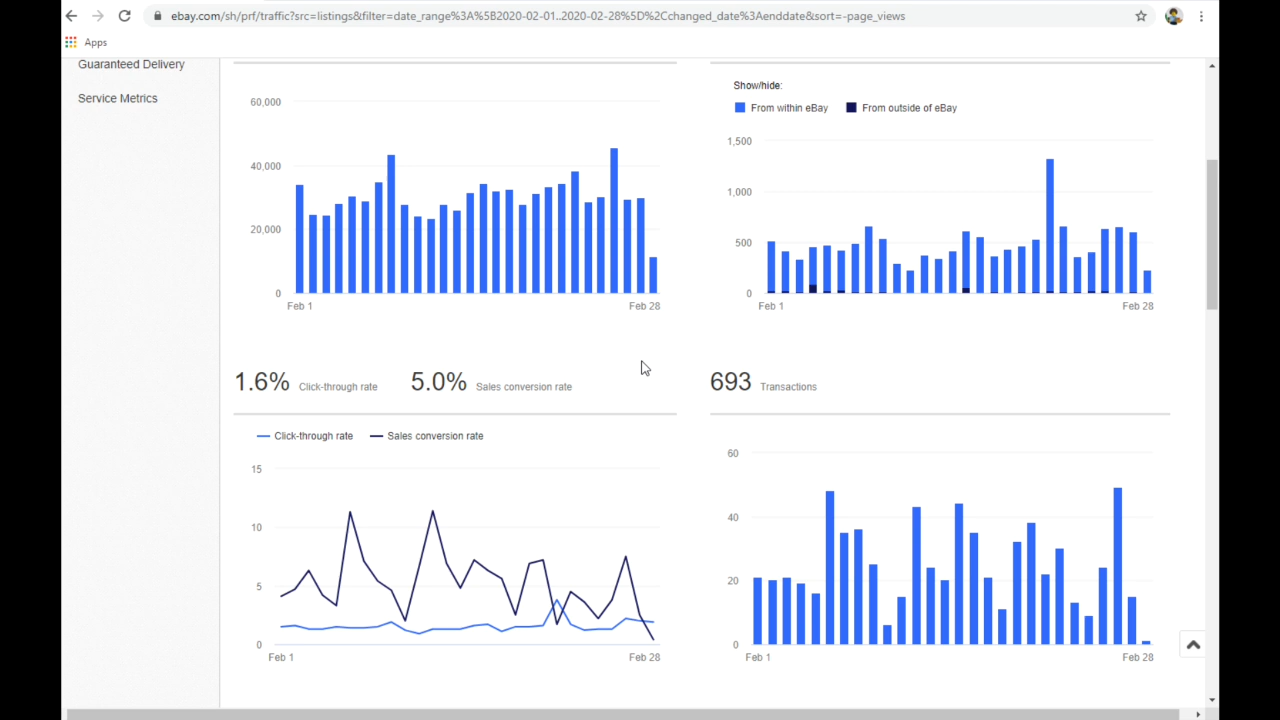 ebay.com/sh/prf/traffic?src=listings&filter=date_range%3A%5B2020-02-01..2020-02-28%5D%2Cchanged_date%3Aenddate&sort=-page_views
Apps
Guaranteed Delivery
Service Metrics
60,000
40,000
20,000
0
Feb 1
Feb 28
Show/hide:
From within eBay
From outside of eBay
1,500
1,000
500
0
Feb 1
Feb 28
1.6% Click-through rate
5.0% Sales conversion rate
Click-through rate
Sales conversion rate
15
10
5
0
Feb 1
Feb 28
693 Transactions
60
40
20
0
Feb 1
Feb 28